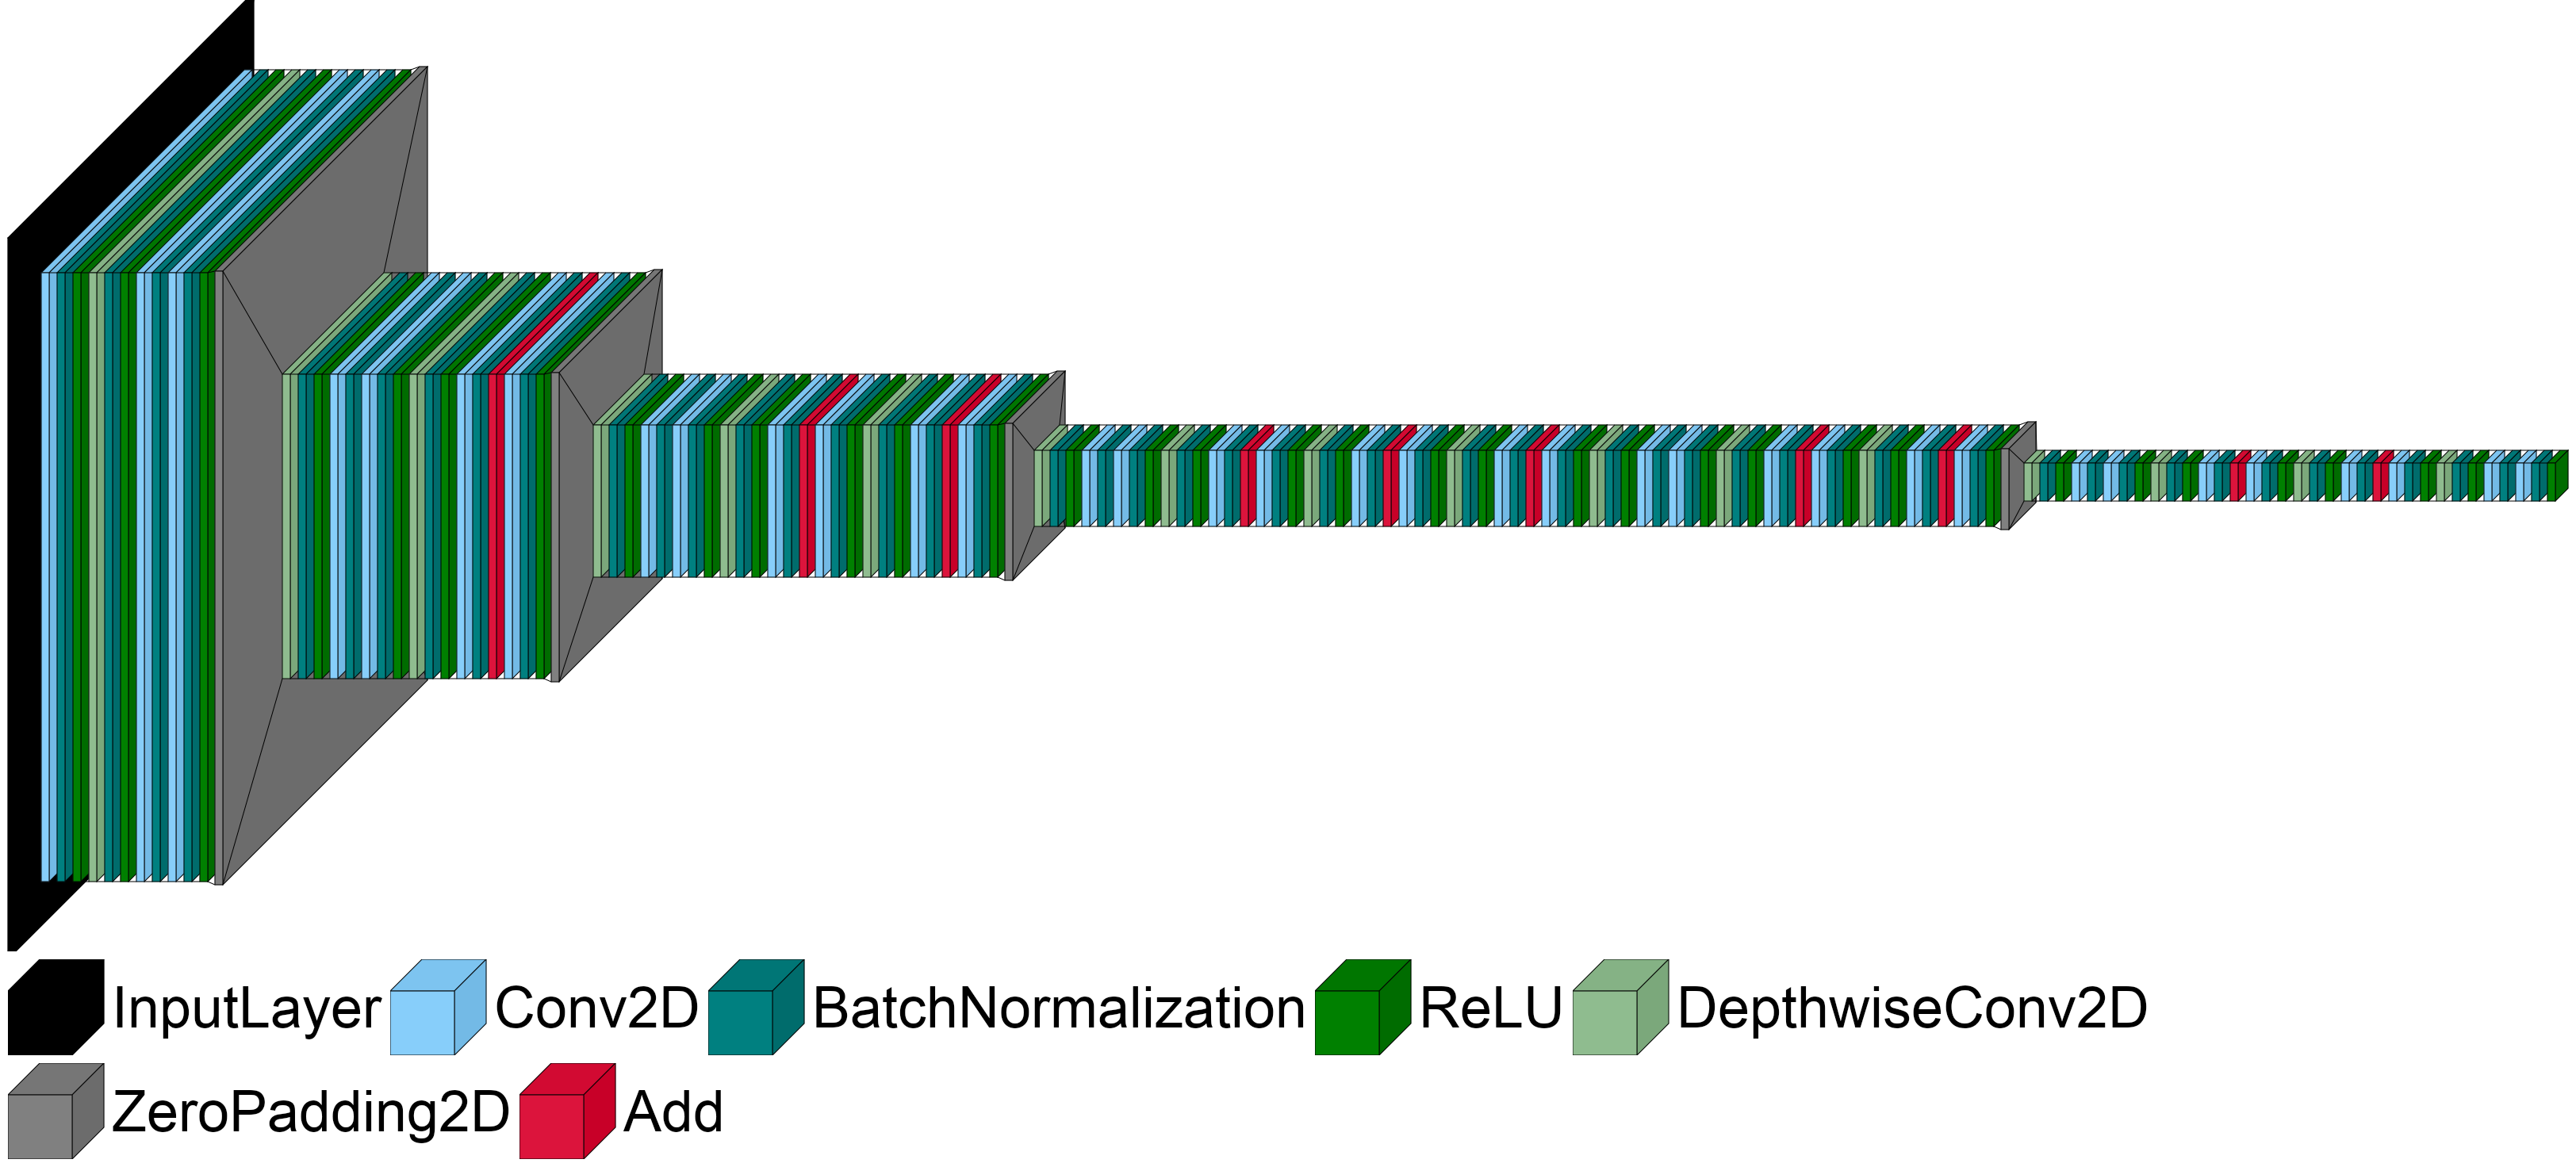 InputLayer Conv2D BatchNormalization ReLU DepthwiseConv2D
ZeroPadding2D Add